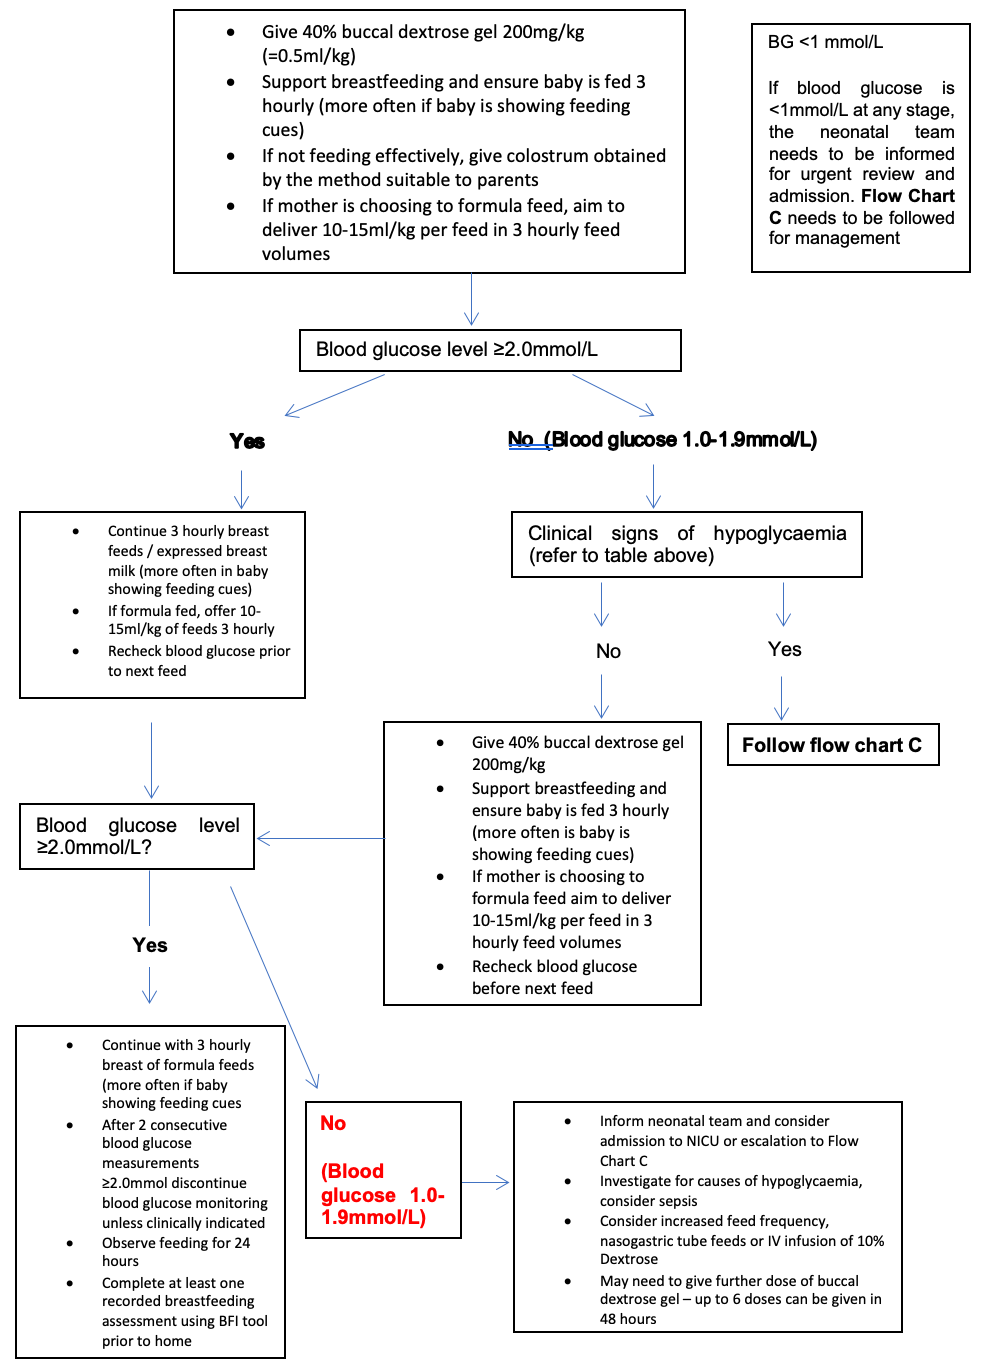 • Give 40% buccal dextrose gel 200mg/kg
(=0.5ml/kg)
• Support breastfeeding and ensure baby is fed 3
hourly (more often if baby is showing feeding
cues)
• If not feeding effectively, give colostrum obtained
by the method suitable to parents
• If mother is choosing to formula feed, aim to
deliver 10-15ml/kg per feed in 3 hourly feed
volumes
BG <1 mmol/L
If blood glucose is
<1mmol/L at any stage,
the neonatal team
needs to be informed
for urgent review and
admission. Flow Chart
C needs to be followed
for management
Blood glucose level ≥2.0mmol/L
Yes
No (Blood glucose 1.0-1.9mmol/L)
• Continue 3 hourly breast
feeds / expressed breast
milk (more often in baby
showing feeding cues)
• If formula fed, offer 10-
15ml/kg of feeds 3 hourly
• Recheck blood glucose prior
to next feed
Clinical signs of hypoglycaemia
(refer to table above)
No
Yes
• Give 40% buccal dextrose gel
200mg/kg
• Support breastfeeding and
ensure baby is fed 3 hourly
(more often is baby is
showing feeding cues)
• If mother is choosing to
formula feed aim to deliver
10-15ml/kg per feed in 3
hourly feed volumes
• Recheck blood glucose
before next feed
Follow flow chart C
Blood glucose level
≥2.0mmol/L?
Yes
• Continue with 3 hourly
breast of formula feeds
(more often if baby
showing feeding cues
• After 2 consecutive
blood glucose
measurements
≥2.0mmol discontinue
blood glucose monitoring
unless clinically indicated
• Observe feeding for 24
hours
• Complete at least one
recorded breastfeeding
assessment using BFI tool
prior to home
No
(Blood
glucose 1.0-
1.9mmol/L)
• Inform neonatal team and consider
admission to NICU or escalation to Flow
Chart C
• Investigate for causes of hypoglycaemia,
consider sepsis
• Consider increased feed frequency,
nasogastric tube feeds or IV infusion of 10%
Dextrose
• May need to give further dose of buccal
dextrose gel – up to 6 doses can be given in
48 hours